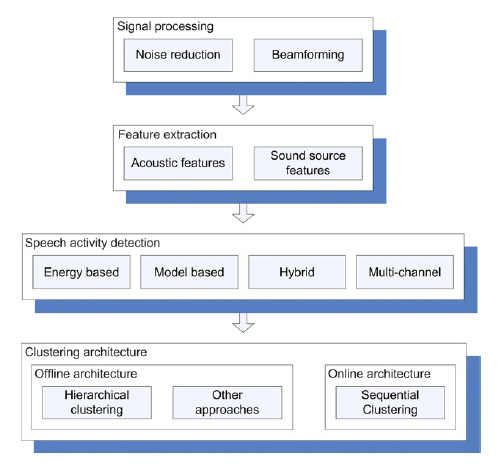 Signal processing
Noise reduction
Beamforming
Feature extraction
Acoustic features
Sound source
features
Speech activity detection
Energy based
Model based
Hybrid
Multi-channel
Clustering architecture
Offline architecture
Hierarchical
clustering
Other
approaches
Online architecture
Sequential
Clustering